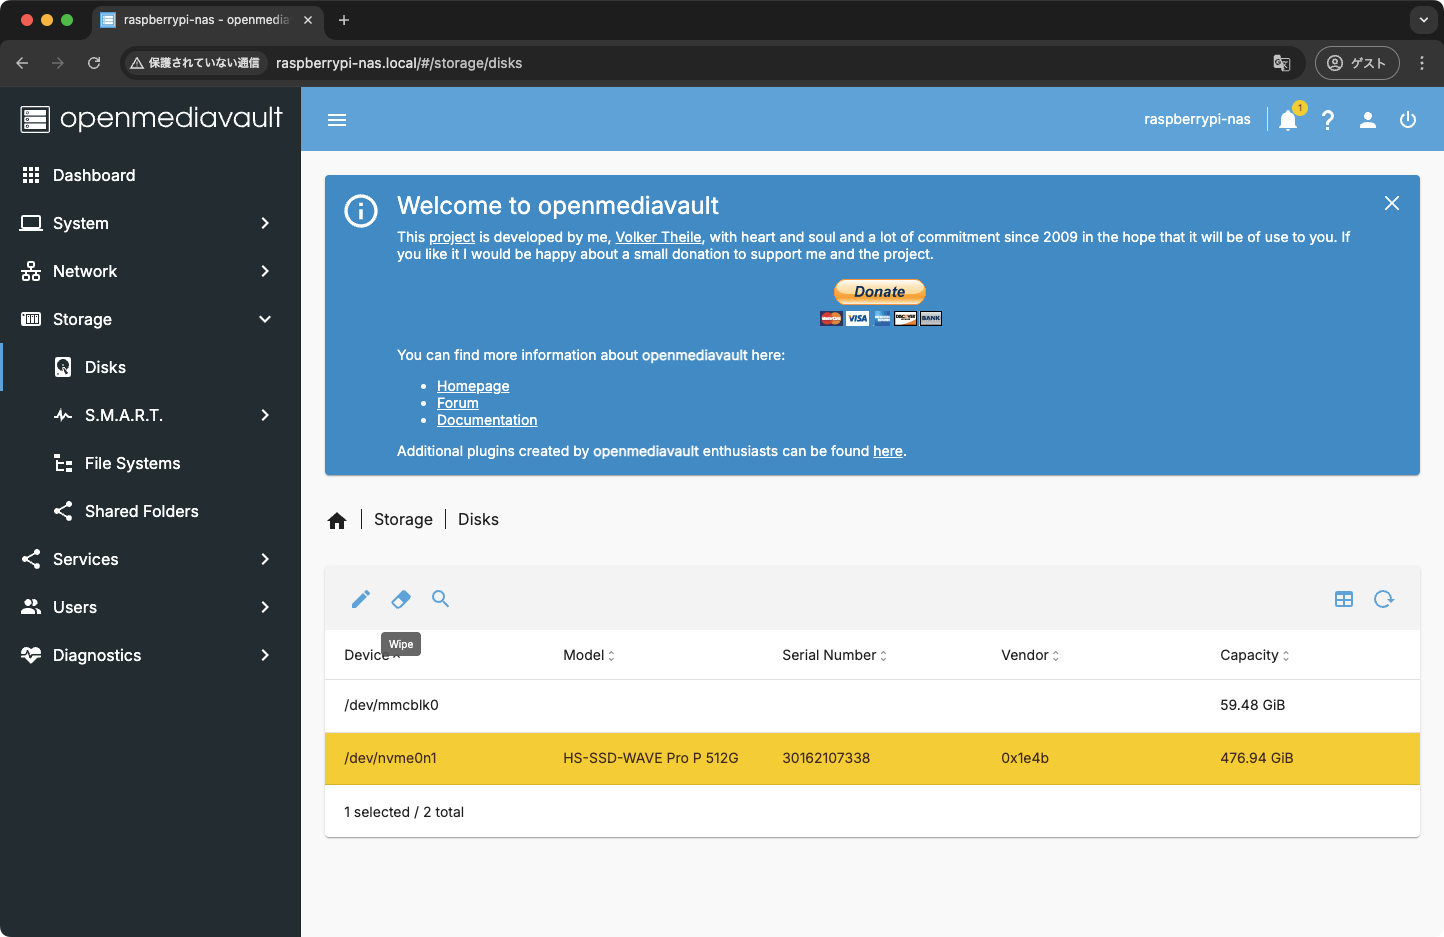 raspberrypi-nas - openmedia
保護されていない通信
raspberrypi-nas.local/#/storage/disks
ゲスト
openmediavault
raspberrypi-nas
1
Dashboard
System
Network
Storage
Disks
S.M.A.R.T.
File Systems
Shared Folders
Services
Users
Diagnostics
Welcome to openmediavault
This project is developed by me, Volker Theile, with heart and soul and a lot of commitment since 2009 in the hope that it will be of use to you. If
you like it I would be happy about a small donation to support me and the project.
Donate
VISA
BANK
You can find more information about openmediavault here:
Homepage
Forum
Documentation
Additional plugins created by openmediavault enthusiasts can be found here.
Storage
Disks
Wipe
Device
Model
Serial Number
Vendor
Capacity
/dev/mmcblk0
59.48 GiB
/dev/nvme0n1
HS-SSD-WAVE Pro P 512G
30162107338
0x1e4b
476.94 GiB
1 selected / 2 total